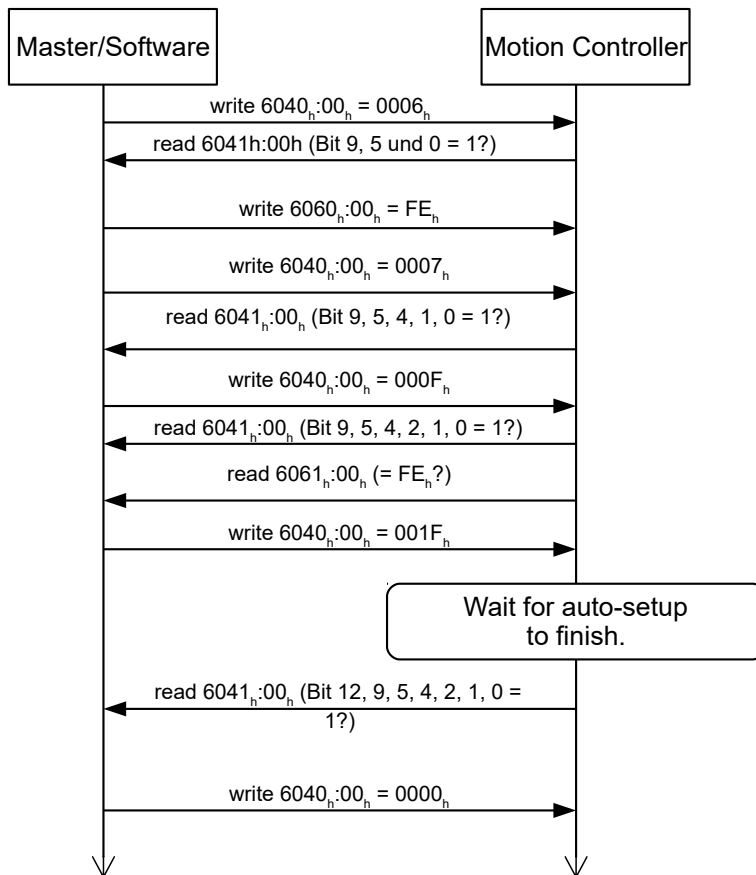 Master/Software
Motion Controller
write 6040ₕ:00ₕ = 0006ₕ
read 6041h:00h (Bit 9, 5 und 0 = 1?)
write 6060ₕ:00ₕ = FEₕ
write 6040ₕ:00ₕ = 0007ₕ
read 6041ₕ:00ₕ (Bit 9, 5, 4, 1, 0 = 1?)
write 6040ₕ:00ₕ = 000Fₕ
read 6041ₕ:00ₕ (Bit 9, 5, 4, 2, 1, 0 = 1?)
read 6061ₕ:00ₕ (= FEₕ?)
write 6040ₕ:00ₕ = 001Fₕ
Wait for auto-setup
to finish.
read 6041ₕ:00ₕ (Bit 12, 9, 5, 4, 2, 1, 0 =
1?)
write 6040ₕ:00ₕ = 0000ₕ